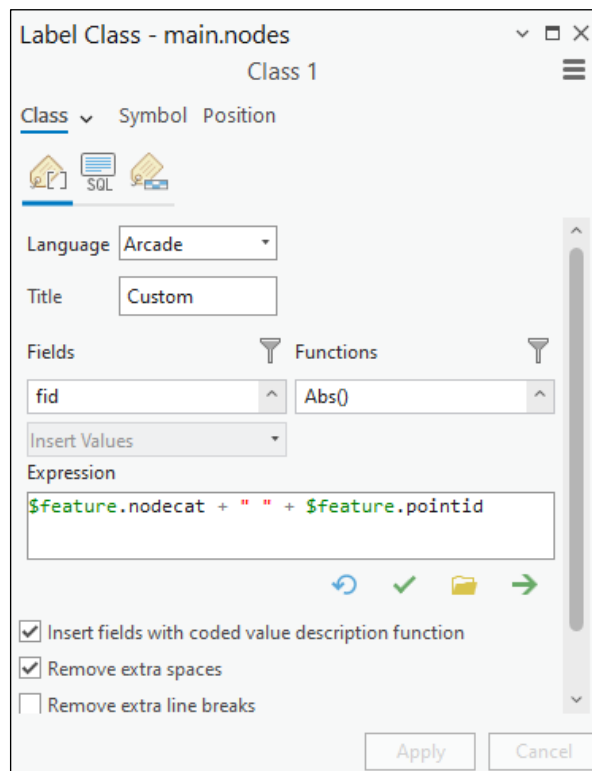 Label Class - main.nodes
Class 1
Class Symbol Position
SQL
Language Arcade
Title Custom
Fields Functions
fid Abs()
Insert Values
Expression
$feature.nodecat + " " + $feature.pointid
Insert fields with coded value description function
Remove extra spaces
Remove extra line breaks
Apply Cancel